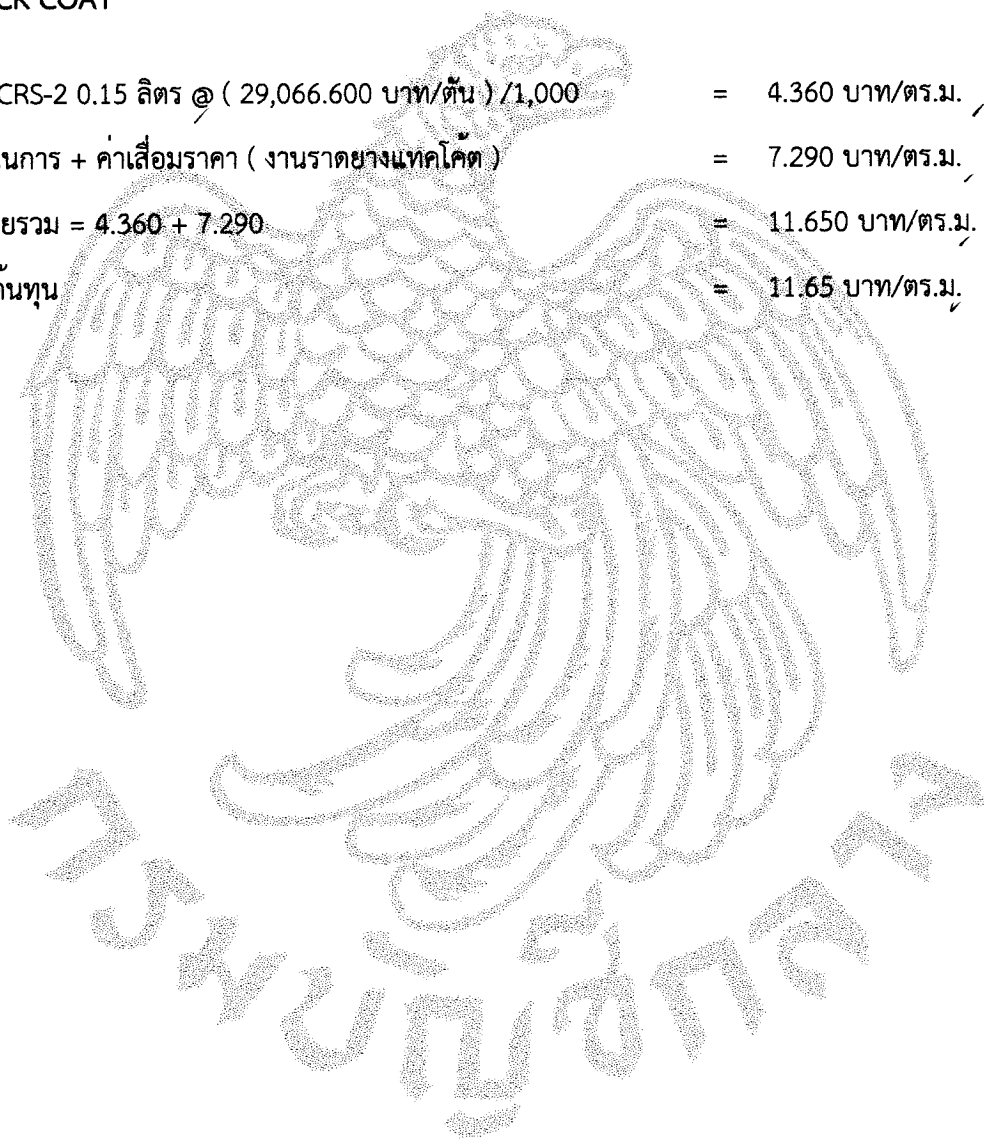 CK COAT
CRS-2 0.15 ลิตร @ ( 29,066.600 บาท/ตัน ) /1,000 = 4.360 บาท/ตร.ม.
นการ + ค่าเสื่อมราคา ( งานราดยางแทคโค้ต ) = 7.290 บาท/ตร.ม.
ยรวม = 4.360 + 7.290 = 11.650 บาท/ตร.ม.
้นทุน = 11.65 บาท/ตร.ม.
กรมบัญชีกลาง